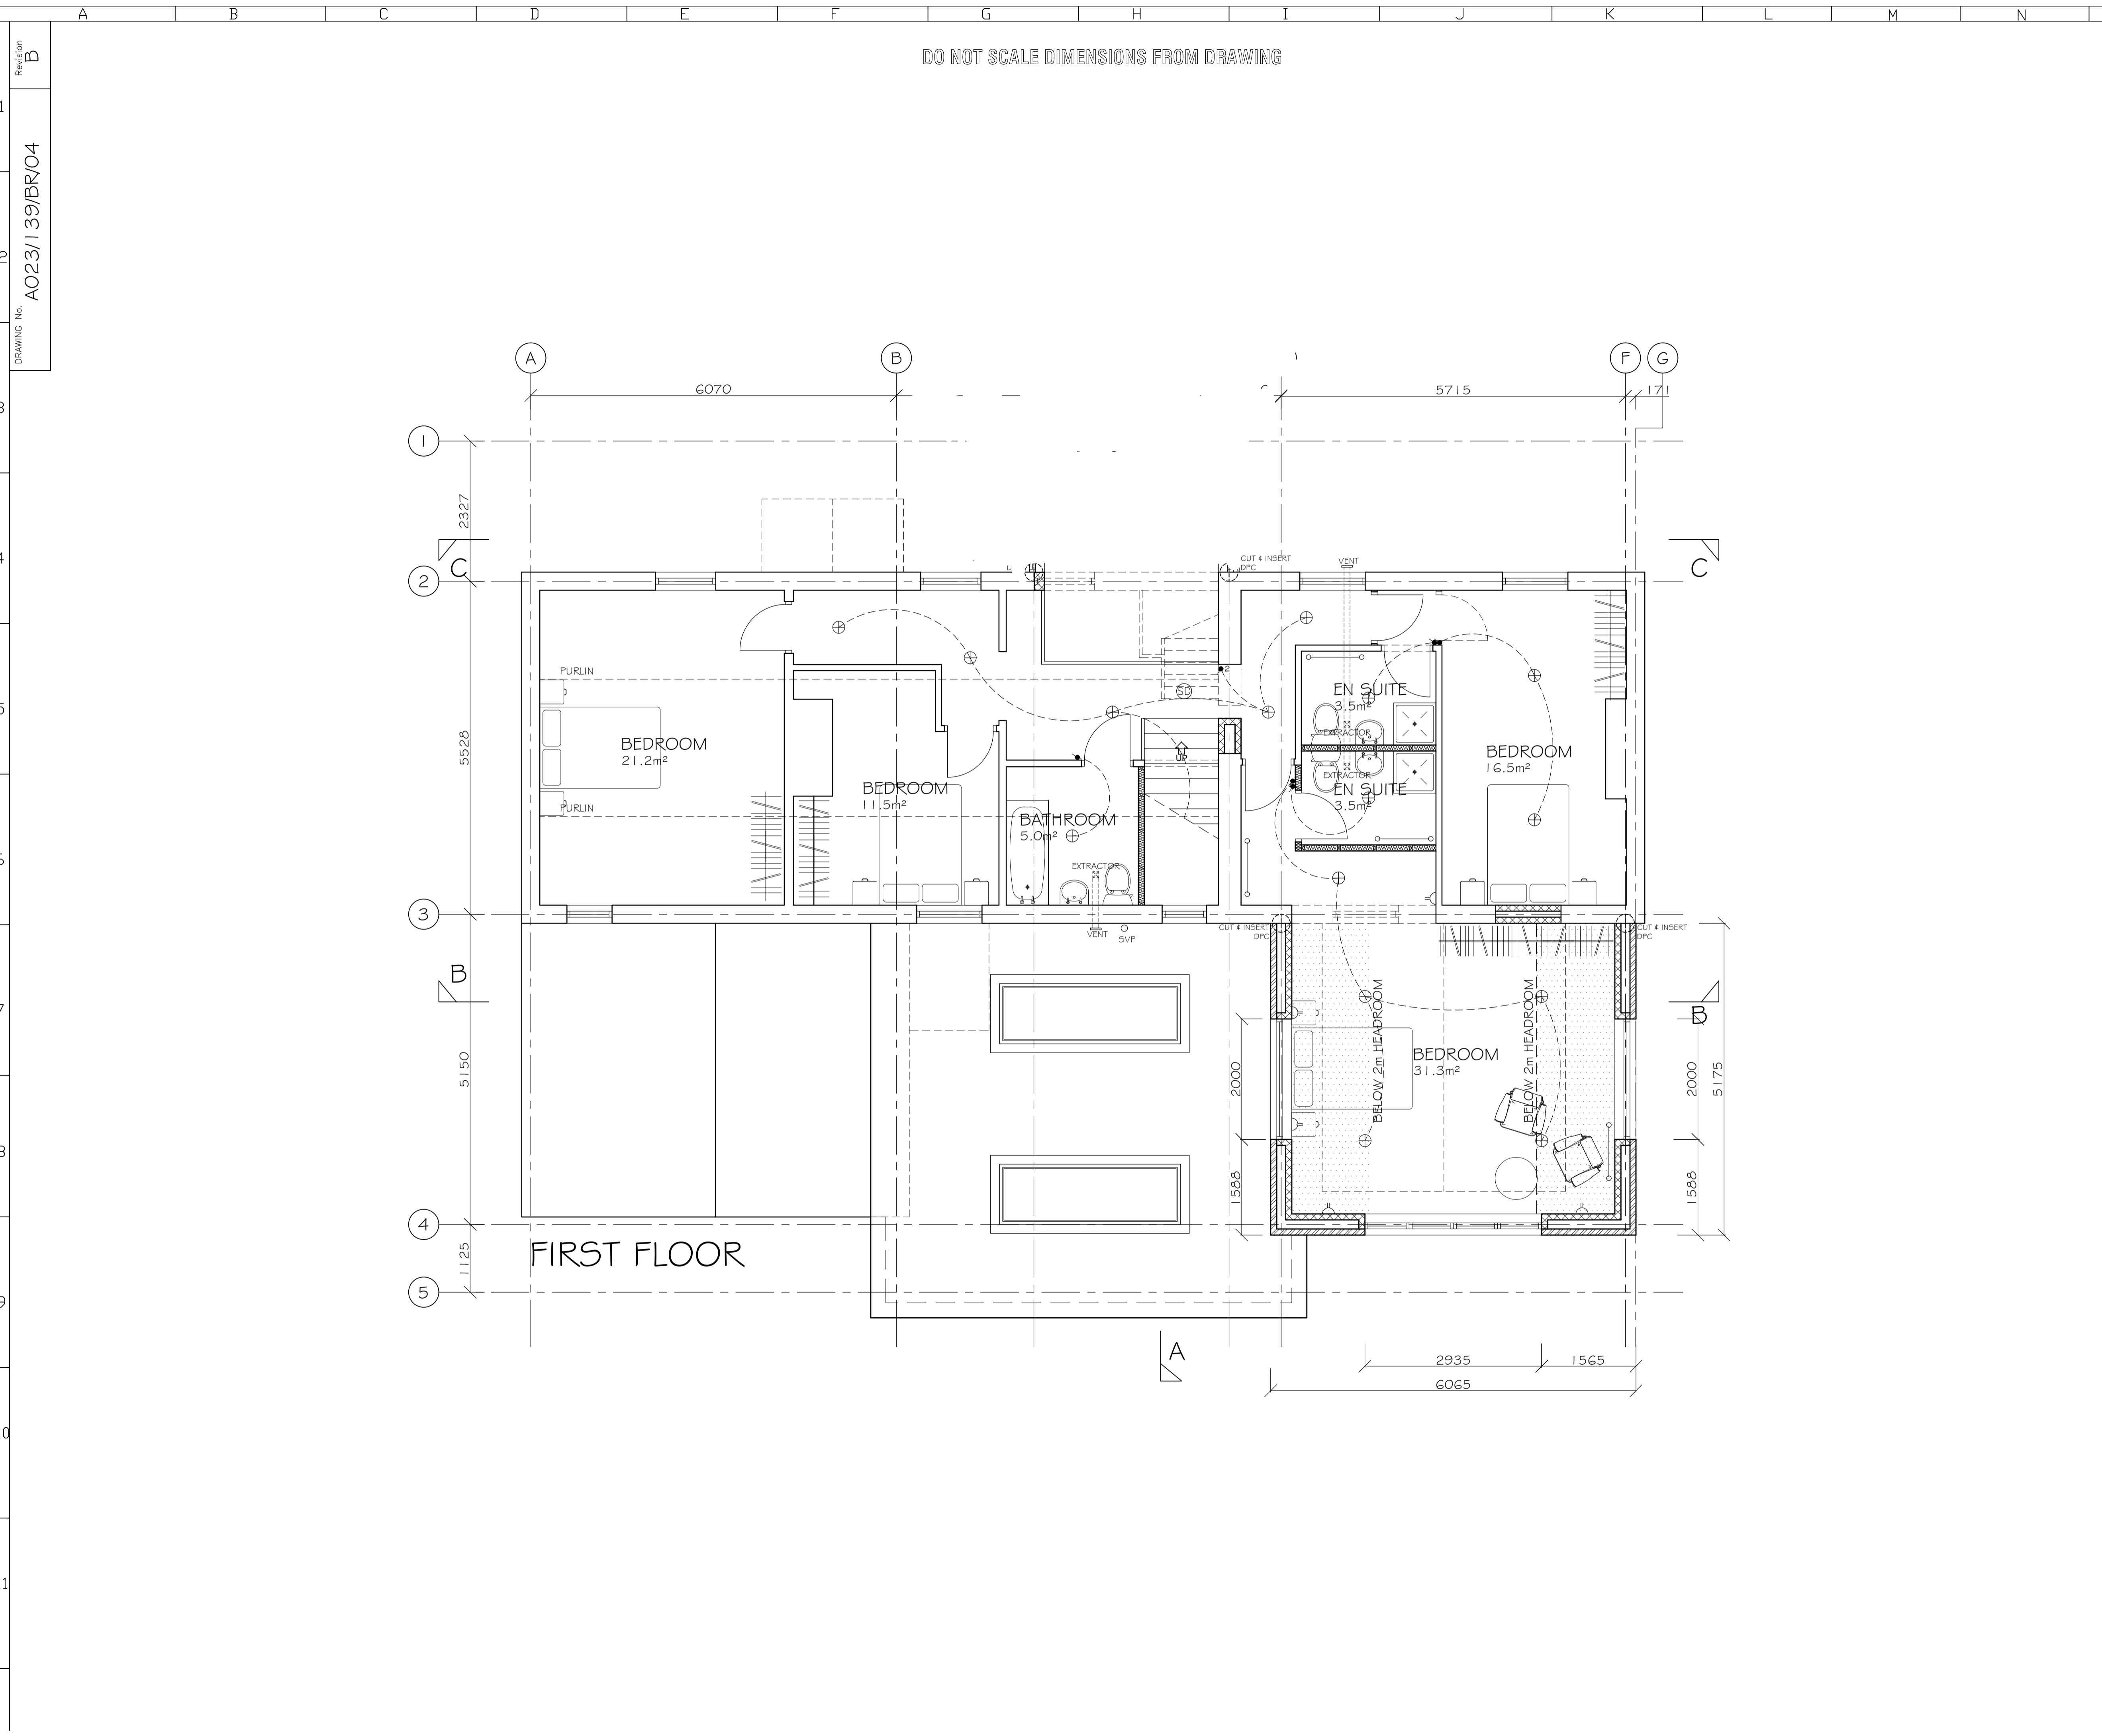 A B C D E F G H I J K L M N
DO NOT SCALE DIMENSIONS FROM DRAWING
Revision
B
DRAWING No.
A023/139/BR/04
A
B
F
G
6070
5715
171
1
2327
C
C
2
CUT & INSERT
DPC
VENT
PURLIN
2
SD
EN SUITE
3.5m²
EXTRACTOR
5528
BEDROOM
21.2m²
UP
BEDROOM
16.5m²
EXTRACTOR
EN SUITE
3.5m²
BEDROOM
11.5m²
PURLIN
BATHROOM
5.0m²
EXTRACTOR
3
VENT
SVP
CUT & INSERT
DPC
CUT & INSERT
DPC
B
B
BELOW 2m HEADROOM
BELOW 2m HEADROOM
BEDROOM
31.3m²
5150
2000
2000
5175
1588
1588
4
FIRST FLOOR
1125
5
A
2935
1565
6065